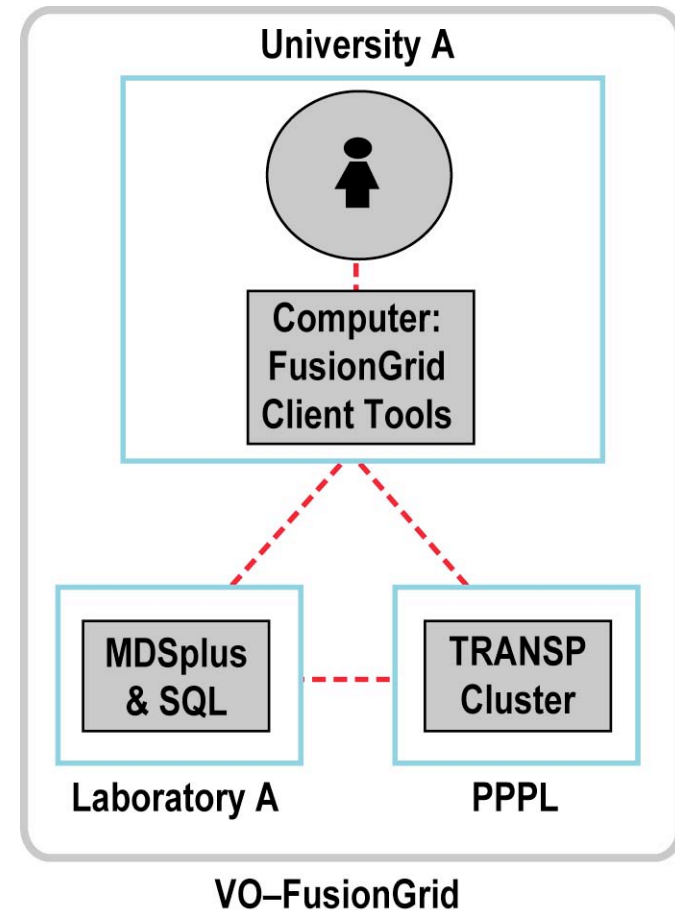 University A
Computer:
FusionGrid
Client Tools
MDSplus
& SQL
TRANSP
Cluster
Laboratory A
PPPL
VO–FusionGrid